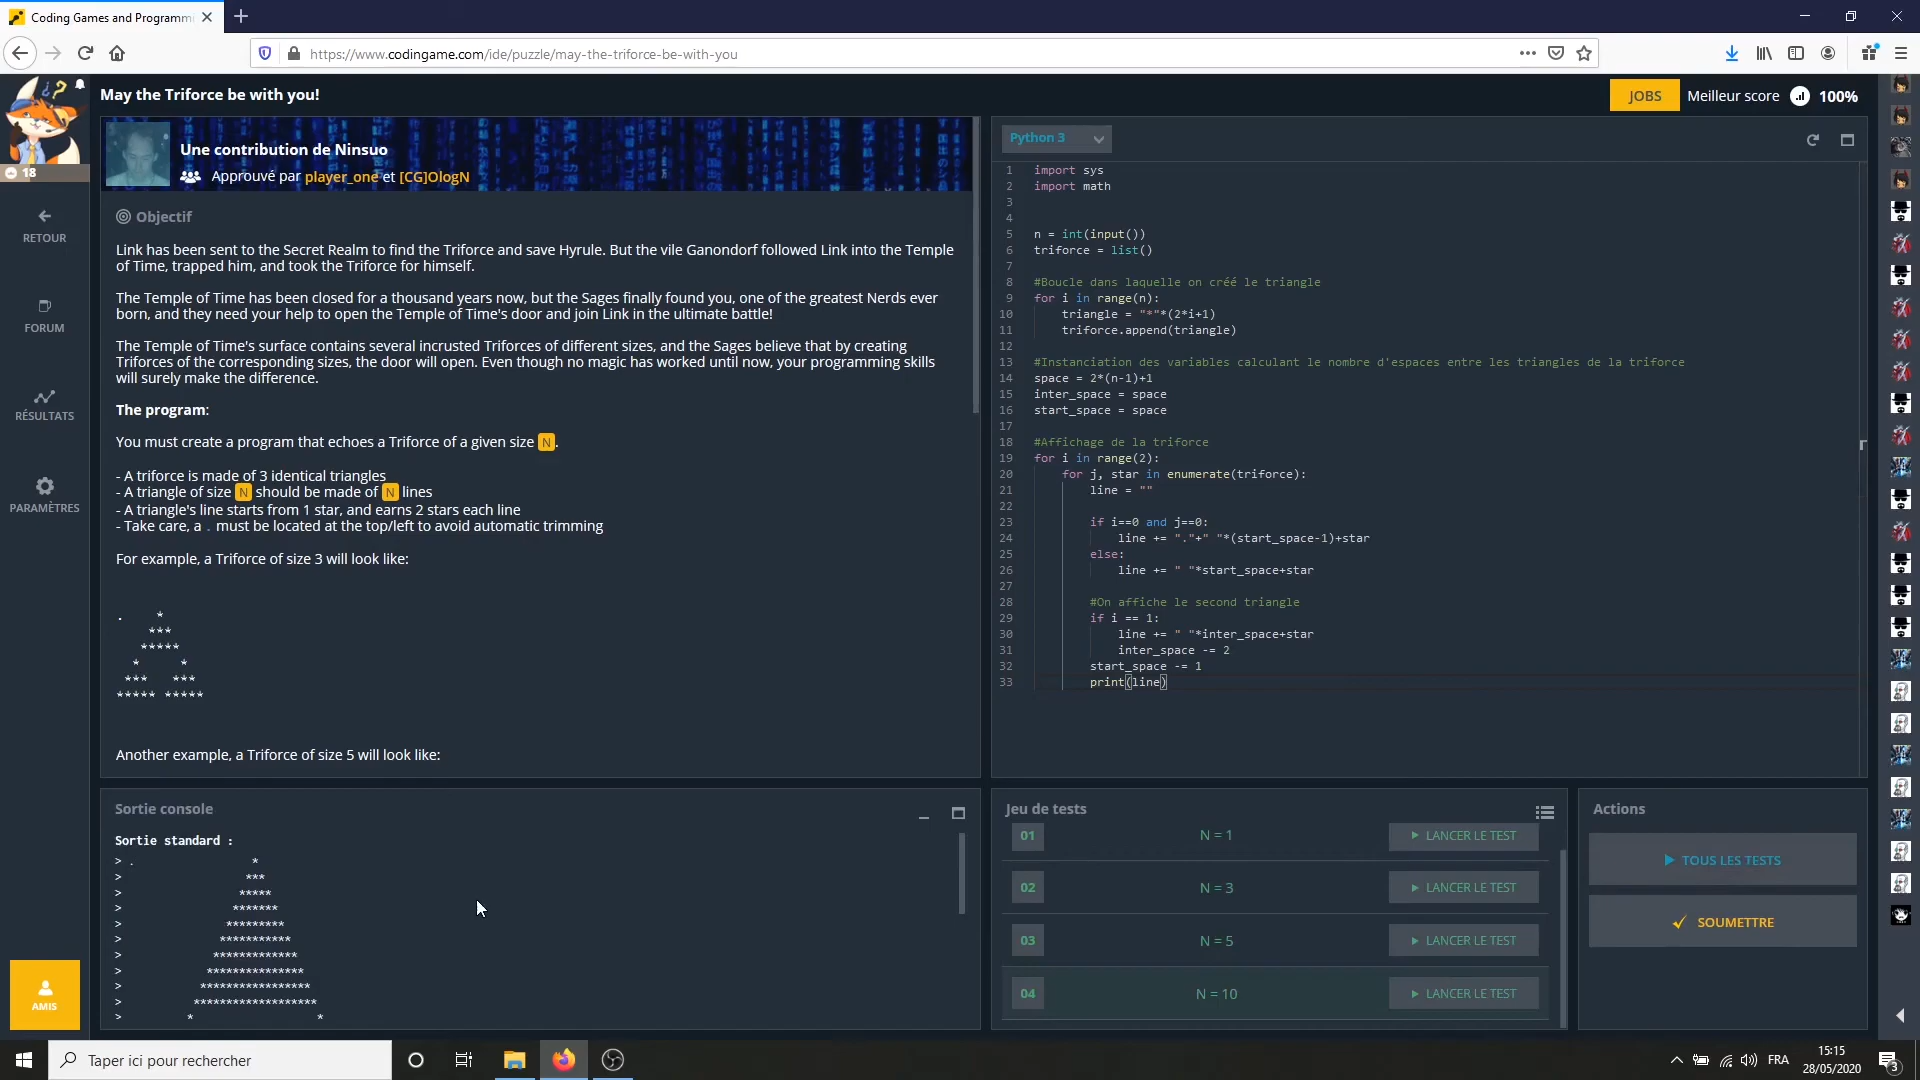 Coding Games and Programmi
https://www.codingame.com/ide/puzzle/may-the-triforce-be-with-you
May the Triforce be with you!
JOBS
Meilleur score
100%
18
RETOUR
FORUM
RÉSULTATS
PARAMÈTRES
AMIS
Une contribution de Ninsuo
Approuvé par player_one et [CG]OlogN
Objectif
Link has been sent to the Secret Realm to find the Triforce and save Hyrule. But the vile Ganondorf followed Link into the Temple
of Time, trapped him, and took the Triforce for himself.
The Temple of Time has been closed for a thousand years now, but the Sages finally found you, one of the greatest Nerds ever
born, and they need your help to open the Temple of Time's door and join Link in the ultimate battle!
The Temple of Time's surface contains several incrusted Triforces of different sizes, and the Sages believe that by creating
Triforces of the corresponding sizes, the door will open. Even though no magic has worked until now, your programming skills
will surely make the difference.
The program:
You must create a program that echoes a Triforce of a given size N.
- A triforce is made of 3 identical triangles
- A triangle of size N should be made of N lines
- A triangle's line starts from 1 star, and earns 2 stars each line
- Take care, a . must be located at the top/left to avoid automatic trimming
For example, a Triforce of size 3 will look like:
.    *
    ***
   *****
  *     *
 ***   ***
***** *****
Another example, a Triforce of size 5 will look like:
Python 3
1 import sys
2 import math
3
4
5 n = int(input())
6 triforce = list()
7
8 #Boucle dans laquelle on créé le triangle
9 for i in range(n):
10     triangle = "*"*(2*i+1)
11     triforce.append(triangle)
12
13 #Instanciation des variables calculant le nombre d'espaces entre les triangles de la triforce
14 space = 2*(n-1)+1
15 inter_space = space
16 start_space = space
17
18 #Affichage de la triforce
19 for i in range(2):
20     for j, star in enumerate(triforce):
21         line = ""
22
23         if i==0 and j==0:
24             line += "."+" "*(start_space-1)+star
25         else:
26             line += " "*start_space+star
27
28         #On affiche le second triangle
29         if i == 1:
30             line += " "*inter_space+star
31             inter_space -= 2
32         start_space -= 1
33         print(line)
Sortie console
Sortie standard :
> .                  *
>                   ***
>                  *****
>                 *******
>                *********
>               ***********
>              *************
>             ***************
>            *****************
>           *******************
>          *                   *
Jeu de tests
01 N = 1 LANCER LE TEST
02 N = 3 LANCER LE TEST
03 N = 5 LANCER LE TEST
04 N = 10 LANCER LE TEST
Actions
TOUS LES TESTS
SOUMETTRE
Taper ici pour rechercher
FRA
15:15
28/05/2020
3